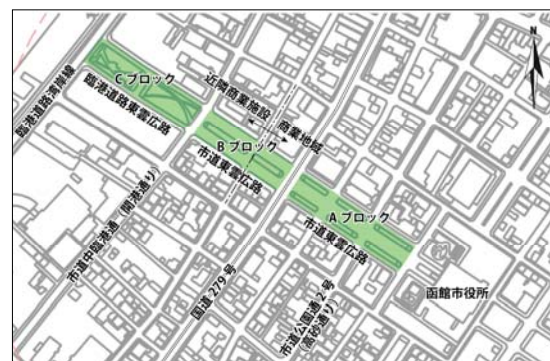 N
Cブロック
近隣商業施設
商業地域
臨港道路湾岸線
臨港道路東雲広路
Bブロック
市道東雲広路
Aブロック
市道東雲広路
市道中臨港通（開港通り）
国道279号
市道公園通2号
（高砂通り）
函館市役所